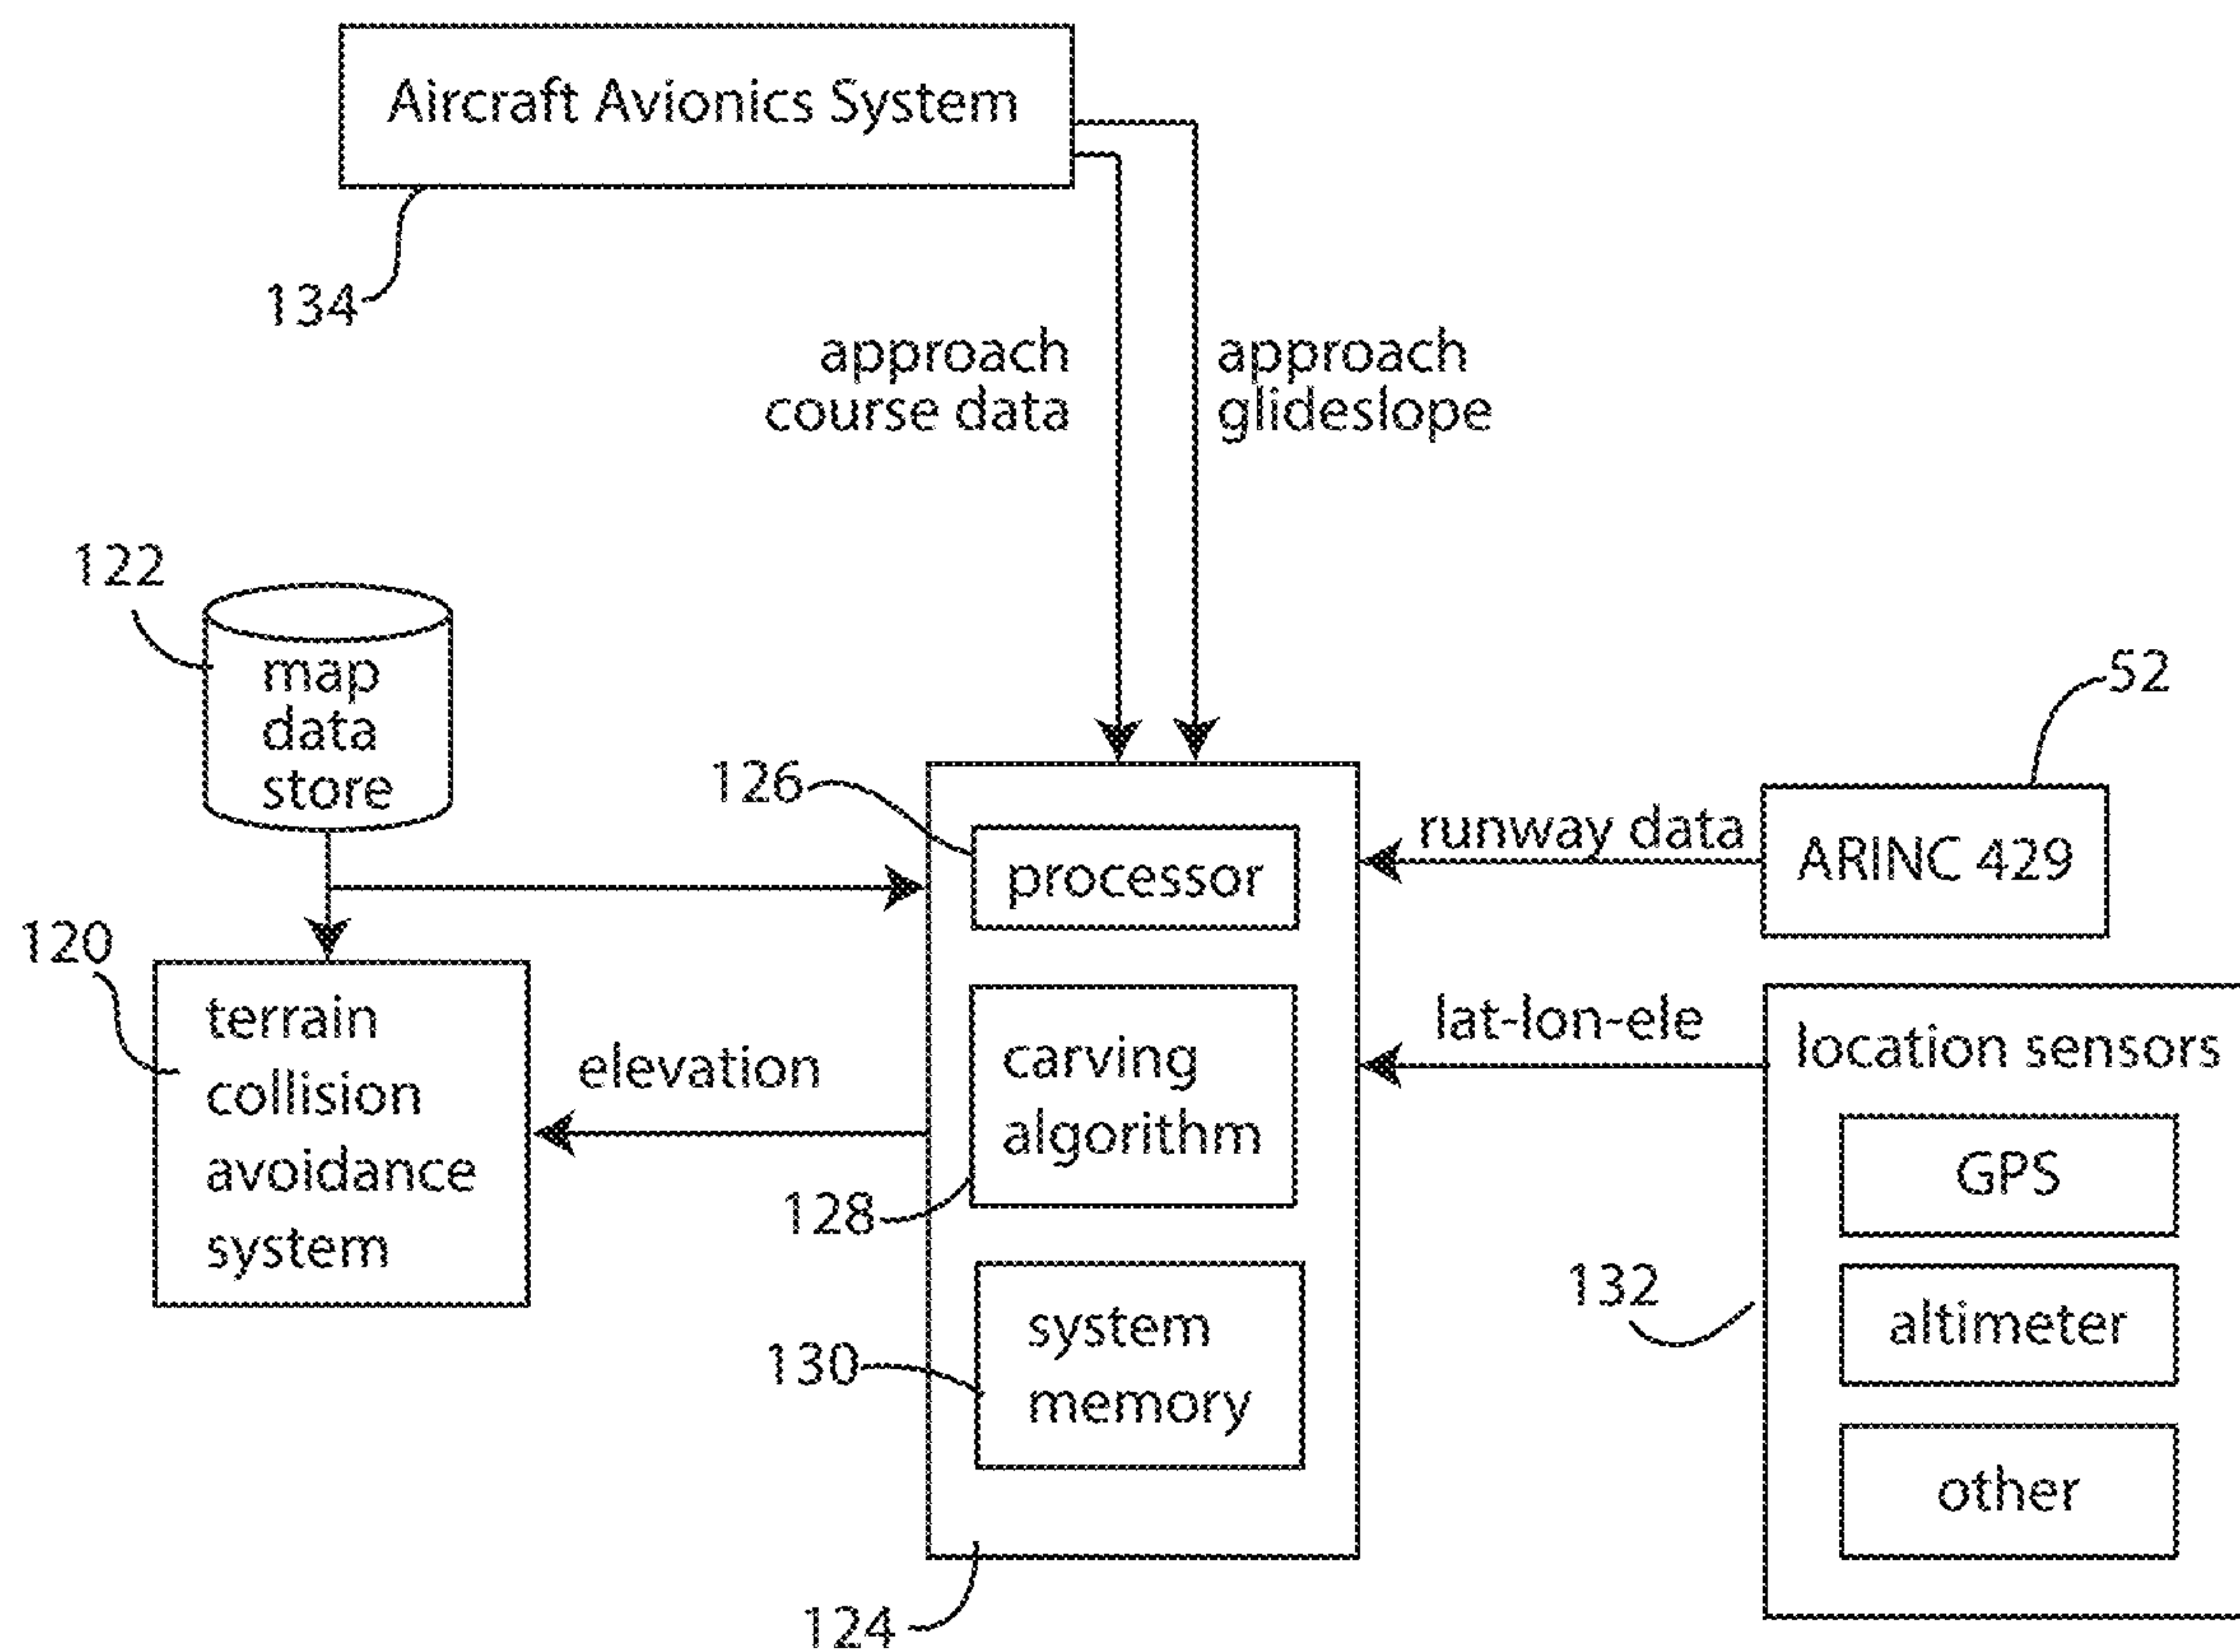 Aircraft Avionics System
134
approach
course data
approach
glideslope
122
map
data
store
52
126
processor
runway data
ARINC 429
120
terrain
collision
avoidance
system
elevation
carving
algorithm
128
lat-lon-ele
location sensors
GPS
altimeter
other
132
system
memory
130
124